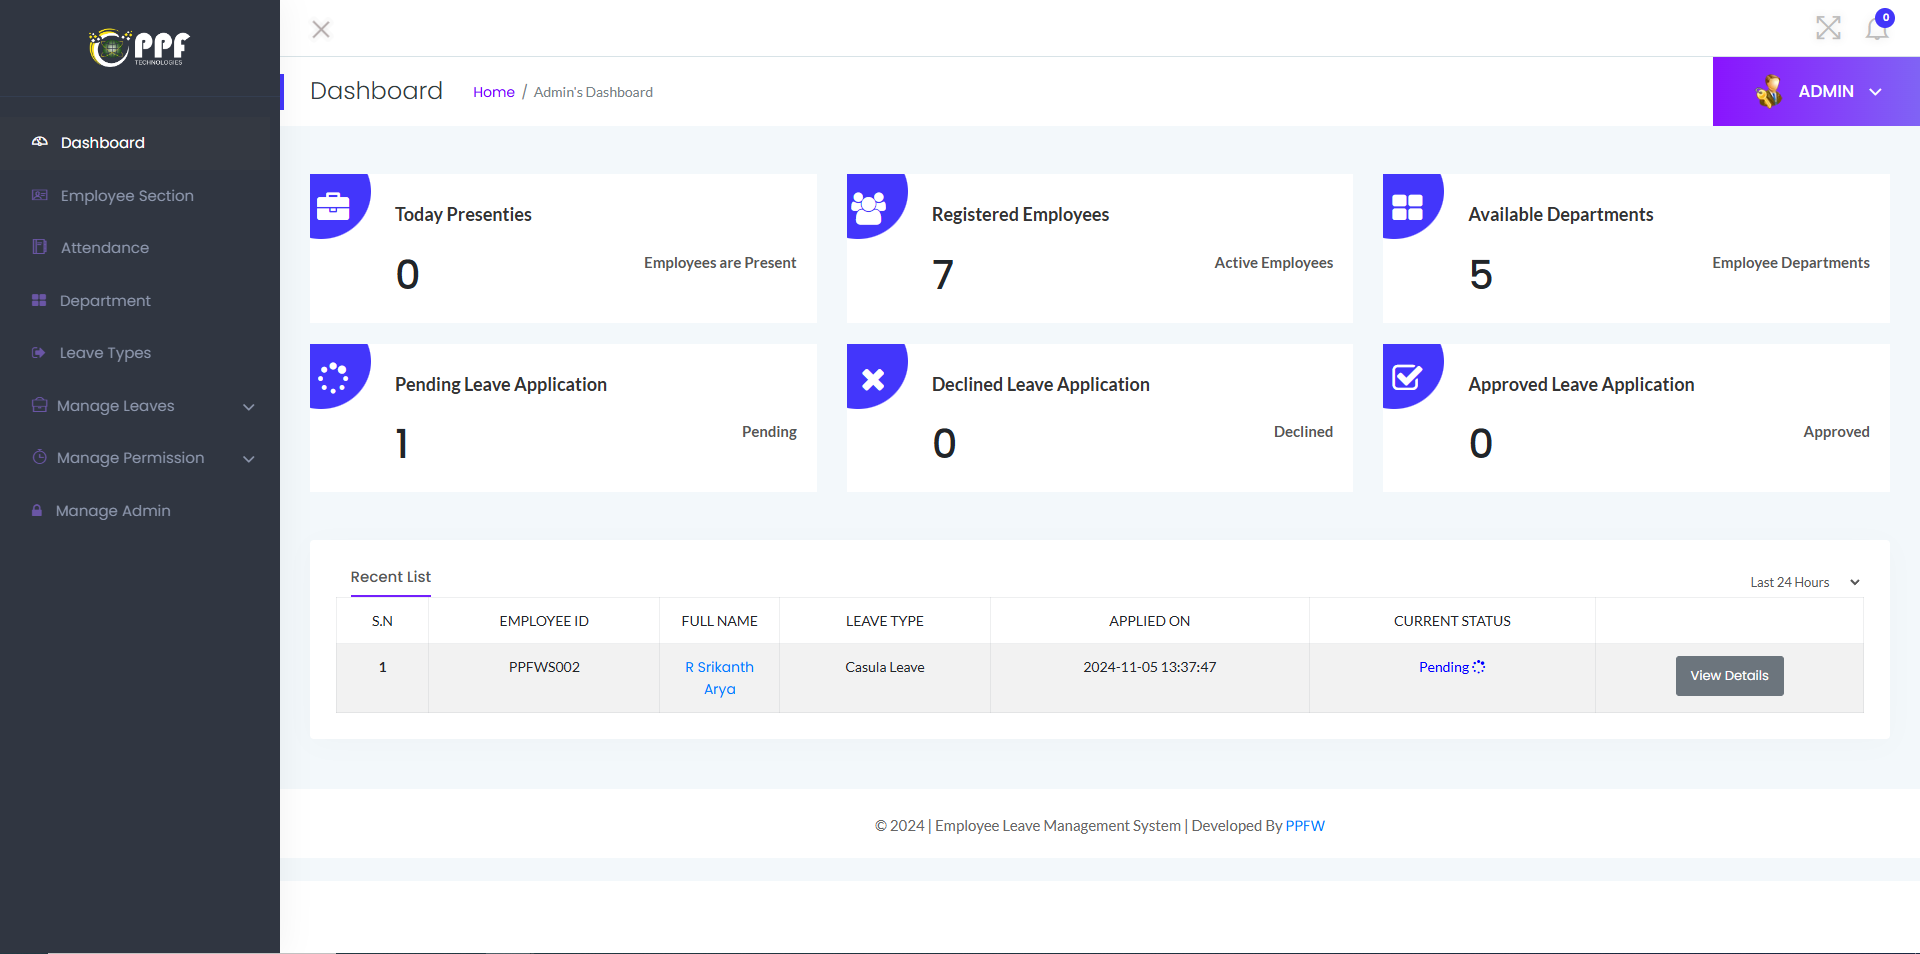 PPF
TECHNOLOGIES
0
Dashboard
Home / Admin's Dashboard
ADMIN
Dashboard
Employee Section
Attendance
Department
Leave Types
Manage Leaves
Manage Permission
Manage Admin
Today Presenties
0
Employees are Present
Registered Employees
7
Active Employees
Available Departments
5
Employee Departments
Pending Leave Application
1
Pending
Declined Leave Application
0
Declined
Approved Leave Application
0
Approved
Recent List
Last 24 Hours
S.N EMPLOYEE ID FULL NAME LEAVE TYPE APPLIED ON CURRENT STATUS
1 PPFWS002 R Srikanth Casula Leave 2024-11-05 13:37:47 Pending View Details
Arya
© 2024 | Employee Leave Management System | Developed By PPFW